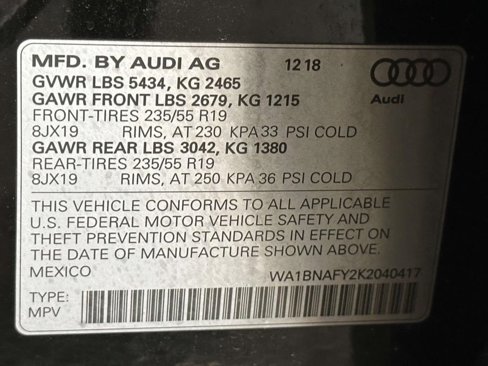 MFD. BY AUDI AG 12 18
GVWR LBS 5434, KG 2465
GAWR FRONT LBS 2679, KG 1215
Audi
FRONT-TIRES 235/55 R19
8JX19 RIMS, AT 230 KPA 33 PSI COLD
GAWR REAR LBS 3042, KG 1380
REAR-TIRES 235/55 R19
8JX19 RIMS, AT 250 KPA 36 PSI COLD
THIS VEHICLE CONFORMS TO ALL APPLICABLE
U.S. FEDERAL MOTOR VEHICLE SAFETY AND
THEFT PREVENTION STANDARDS IN EFFECT ON
THE DATE OF MANUFACTURE SHOWN ABOVE.
MEXICO WA1BNAFY2K2040417
TYPE:
MPV